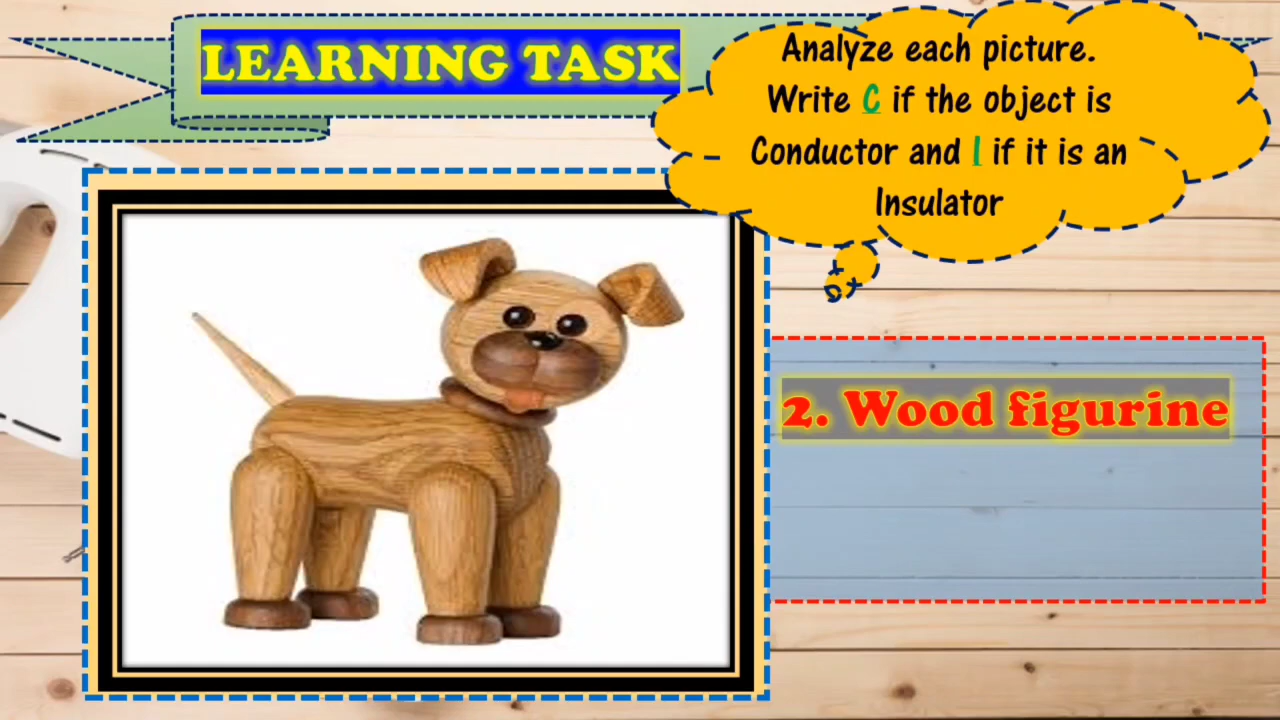 LEARNING TASK
Analyze each picture.
Write C if the object is
Conductor and I if it is an
Insulator
2. Wood figurine